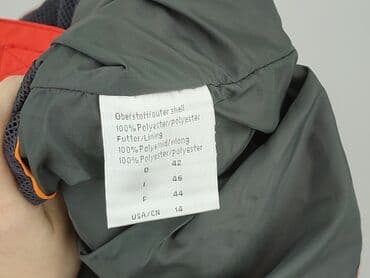 Oberstoff/outer shell
100% Polyester/polyester
Futter/Lining
100% Polyamid/nylong
100% Polyester/polyester
D 42
I 46
F 44
USA/CN 14